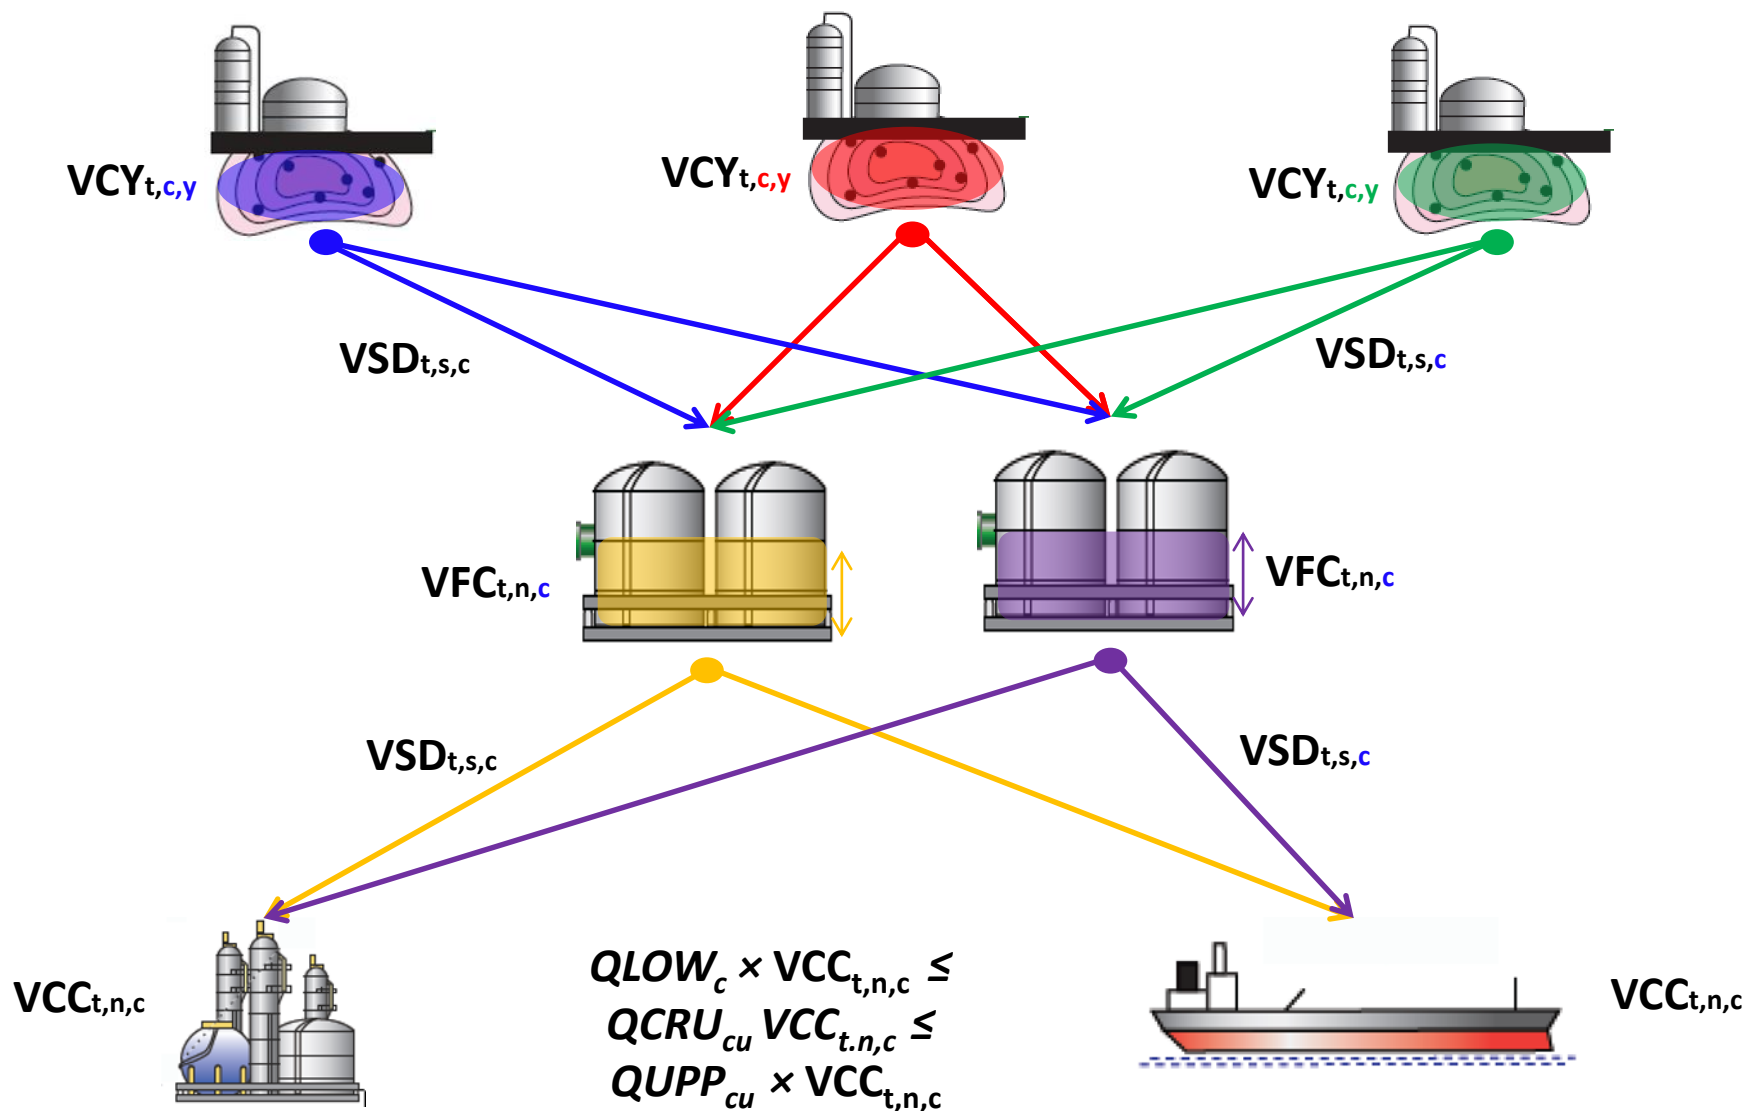 VCYt,c,y
VCYt,c,y
VCYt,c,y
VSDt,s,c
VSDt,s,c
VFCt,n,c
VFCt,n,c
VSDt,s,c
VSDt,s,c
VCCt,n,c
QLOWc × VCCt,n,c ≤
QCRUcu VCCt.n,c ≤
QUPPcu × VCCt,n,c
VCCt,n,c